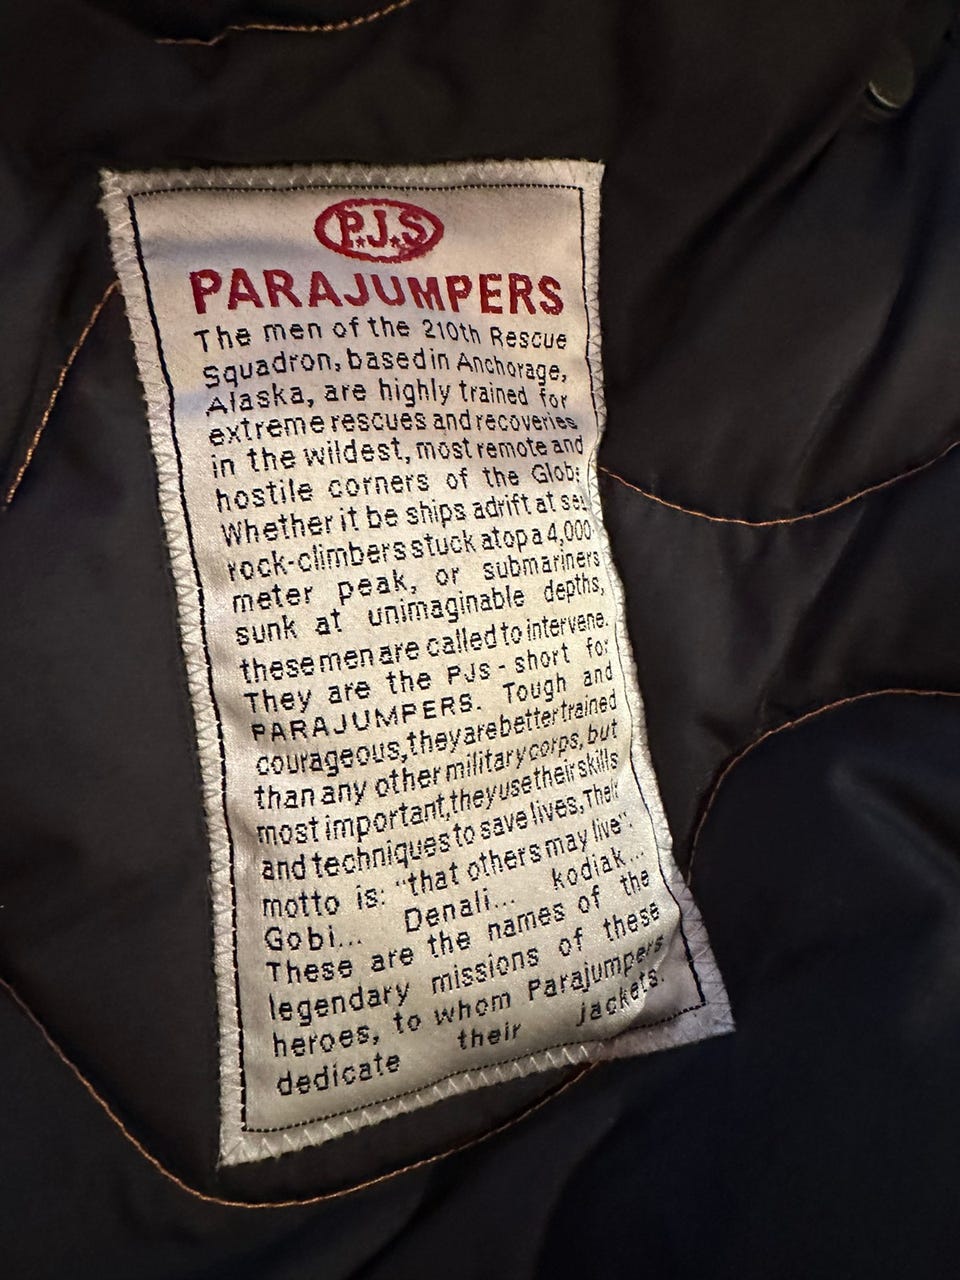 P.J.S
PARAJUMPERS
The men of the 210th Rescue
Squadron, based in Anchorage,
Alaska, are highly trained for
extreme rescues and recoveries
in the wildest, most remote and
hostile corners of the Globe
Whether it be ships adrift at sea,
rock-climbers stuck atop a 4,000-
meter peak, or submariners
sunk at unimaginable depths,
these men are called to intervene.
They are the PJs - short for
PARAJUMPERS. Tough and
courageous, they are better trained
than any other military corps, but
most important, they use their skills
and techniques to save lives, Their
motto is: "that others may live".
Gobi... Denali... kodiak...
These are the names of the
legendary missions of these
heroes, to whom Parajumpers
dedicate their jackets.